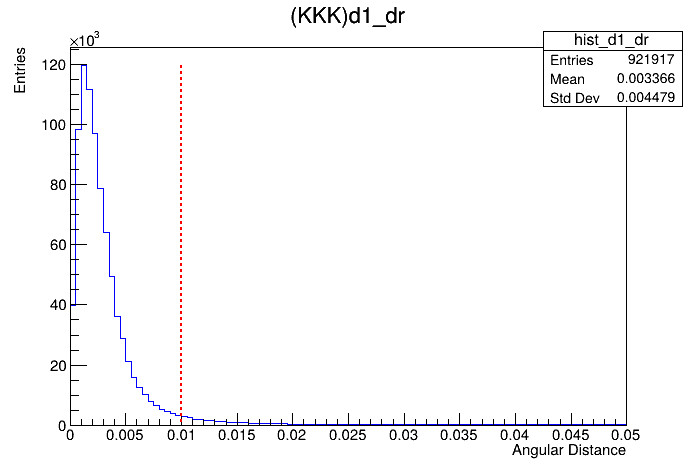 (KKK)d1_dr
×10³
hist_d1_dr
Entries 921917
Mean 0.003366
Std Dev 0.004479
Entries
120
100
80
60
40
20
0
0 0.005 0.01 0.015 0.02 0.025 0.03 0.035 0.04 0.045 0.05
Angular Distance